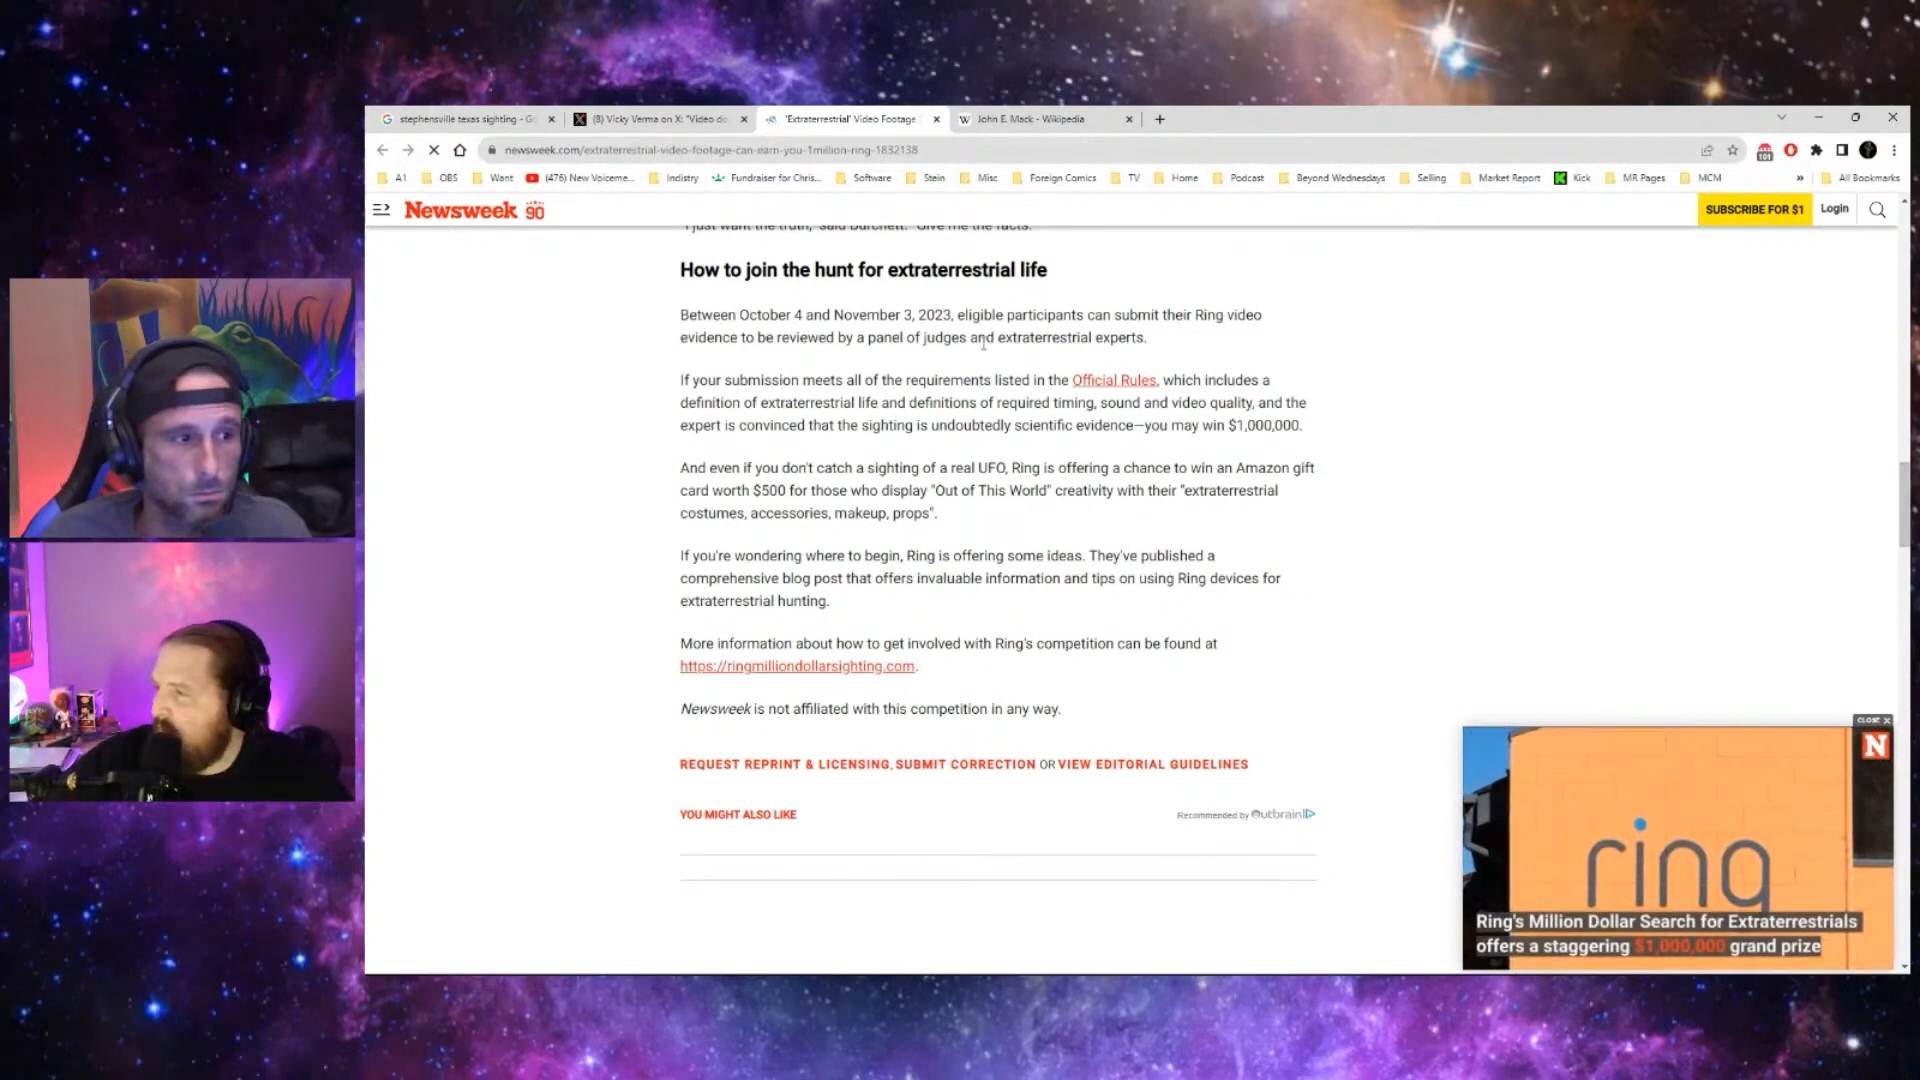 stephensville texas sighting - Go
(8) Vicky Verma on X: "Video do
'Extraterrestrial' Video Footage
John E. Mack - Wikipedia
newsweek.com/extraterrestrial-video-footage-can-earn-you-1million-ring-1832138
101
A1
OBS
Want
(476) New Voiceme...
Indistry
Fundraiser for Chris...
Software
Stein
Misc
Foreign Comics
TV
Home
Podcast
Beyond Wednesdays
Selling
Market Report
Kick
MR Pages
MCM
»
All Bookmarks
Newsweek 90
SUBSCRIBE FOR $1
Login
"I just want the truth," said Burchett. "Give me the facts."
How to join the hunt for extraterrestrial life
Between October 4 and November 3, 2023, eligible participants can submit their Ring video
evidence to be reviewed by a panel of judges and extraterrestrial experts.
If your submission meets all of the requirements listed in the Official Rules, which includes a
definition of extraterrestrial life and definitions of required timing, sound and video quality, and the
expert is convinced that the sighting is undoubtedly scientific evidence—you may win $1,000,000.
And even if you don't catch a sighting of a real UFO, Ring is offering a chance to win an Amazon gift
card worth $500 for those who display "Out of This World" creativity with their "extraterrestrial
costumes, accessories, makeup, props".
If you're wondering where to begin, Ring is offering some ideas. They've published a
comprehensive blog post that offers invaluable information and tips on using Ring devices for
extraterrestrial hunting.
More information about how to get involved with Ring's competition can be found at
https://ringmilliondollarsighting.com.
Newsweek is not affiliated with this competition in any way.
REQUEST REPRINT & LICENSING, SUBMIT CORRECTION OR VIEW EDITORIAL GUIDELINES
YOU MIGHT ALSO LIKE
Recommended by Outbrain
CLOSE X
N
ring
Ring's Million Dollar Search for Extraterrestrials
offers a staggering $1,000,000 grand prize